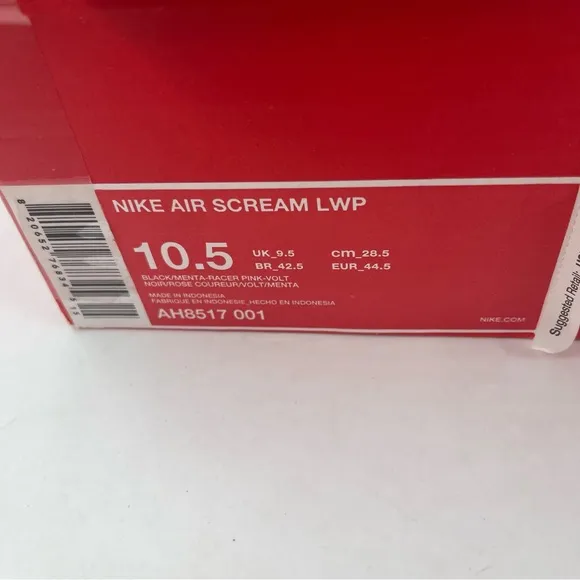 NIKE AIR SCREAM LWP
10.5 UK_9.5 cm_28.5
BR_42.5 EUR_44.5
BLACK/MENTA-RACER PINK-VOLT
NOIR/ROSE COUREUR/VOLT/MENTA
MADE IN INDONESIA
FABRIQUÉ EN INDONESIE_HECHO EN INDONESIA
AH8517 001
NIKE.COM
Suggested Retail: